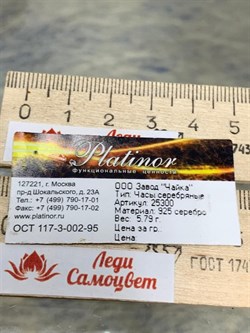 0 1 2 3 4 5
Platinor
Функциональные ценности
127221, г. Москва
пр-д Шокальского, д. 23А
Тел.: +7 (499) 790-17-01
Факс: +7 (499) 790-17-02
www.platinor.ru
ОСТ 117-3-002-95
ООО Завод "Чайка"
Тип: Часы серебряные
Артикул: 25300
Материал: 925 серебро
Вес: 5.79 г.
Цена за гр.:
Цена:
Леди
Самоцвет
ГОСТ 174